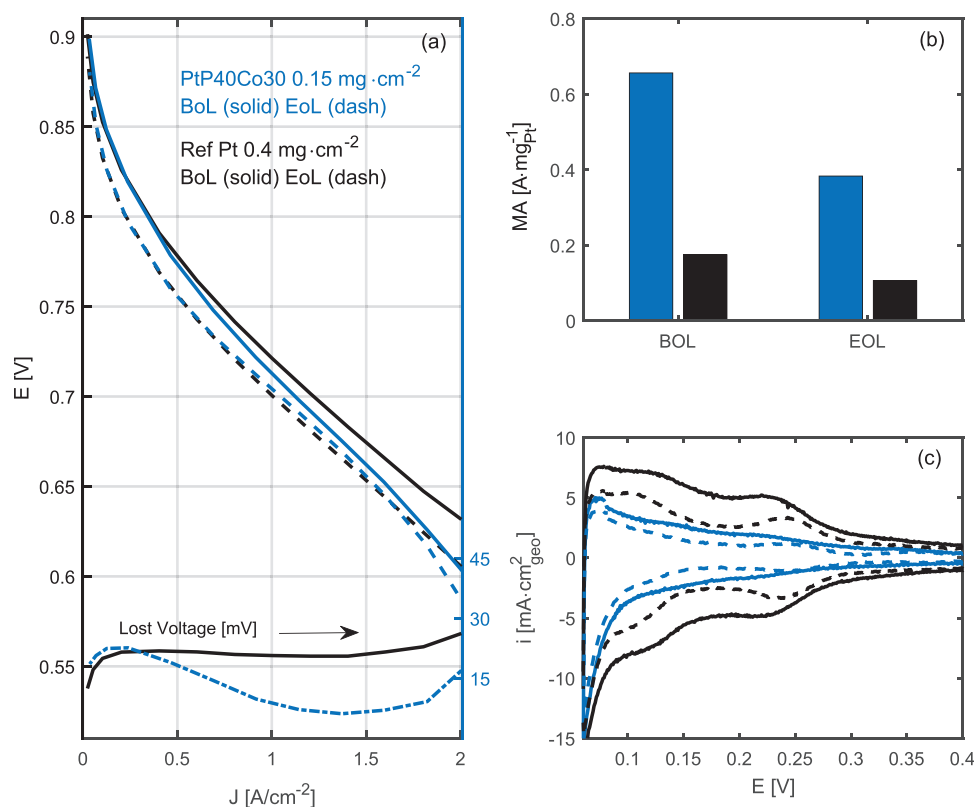 (a)
PtP40Co30 0.15 mg·cm-2
BoL (solid) EoL (dash)
Ref Pt 0.4 mg·cm-2
BoL (solid) EoL (dash)
Lost Voltage [mV]
E [V]
0.9
0.85
0.8
0.75
0.7
0.65
0.6
0.55
45
30
15
0
0.5
1
1.5
2
J [A/cm-2]
(b)
MA [A·mg-1Pt]
0.8
0.6
0.4
0.2
0
BOL
EOL
(c)
i [mA·cm2geo]
10
5
0
-5
-10
-15
0.1
0.15
0.2
0.25
0.3
0.35
0.4
E [V]